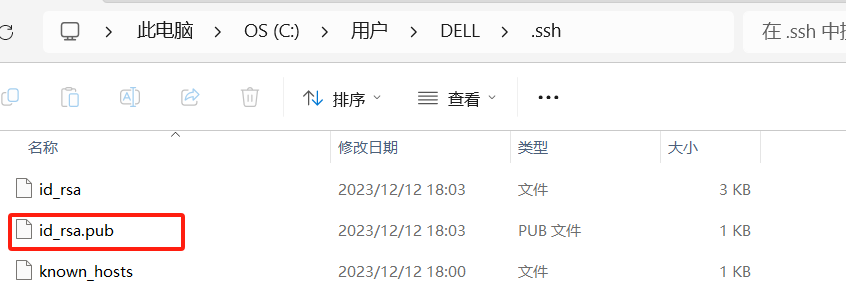 此电脑 > OS (C:) > 用户 > DELL > .ssh
排序 查看 •••
名称 修改日期 类型 大小
id_rsa 2023/12/12 18:03 文件 3 KB
id_rsa.pub 2023/12/12 18:03 PUB 文件 1 KB
known_hosts 2023/12/12 18:00 文件 1 KB
在 .ssh 中